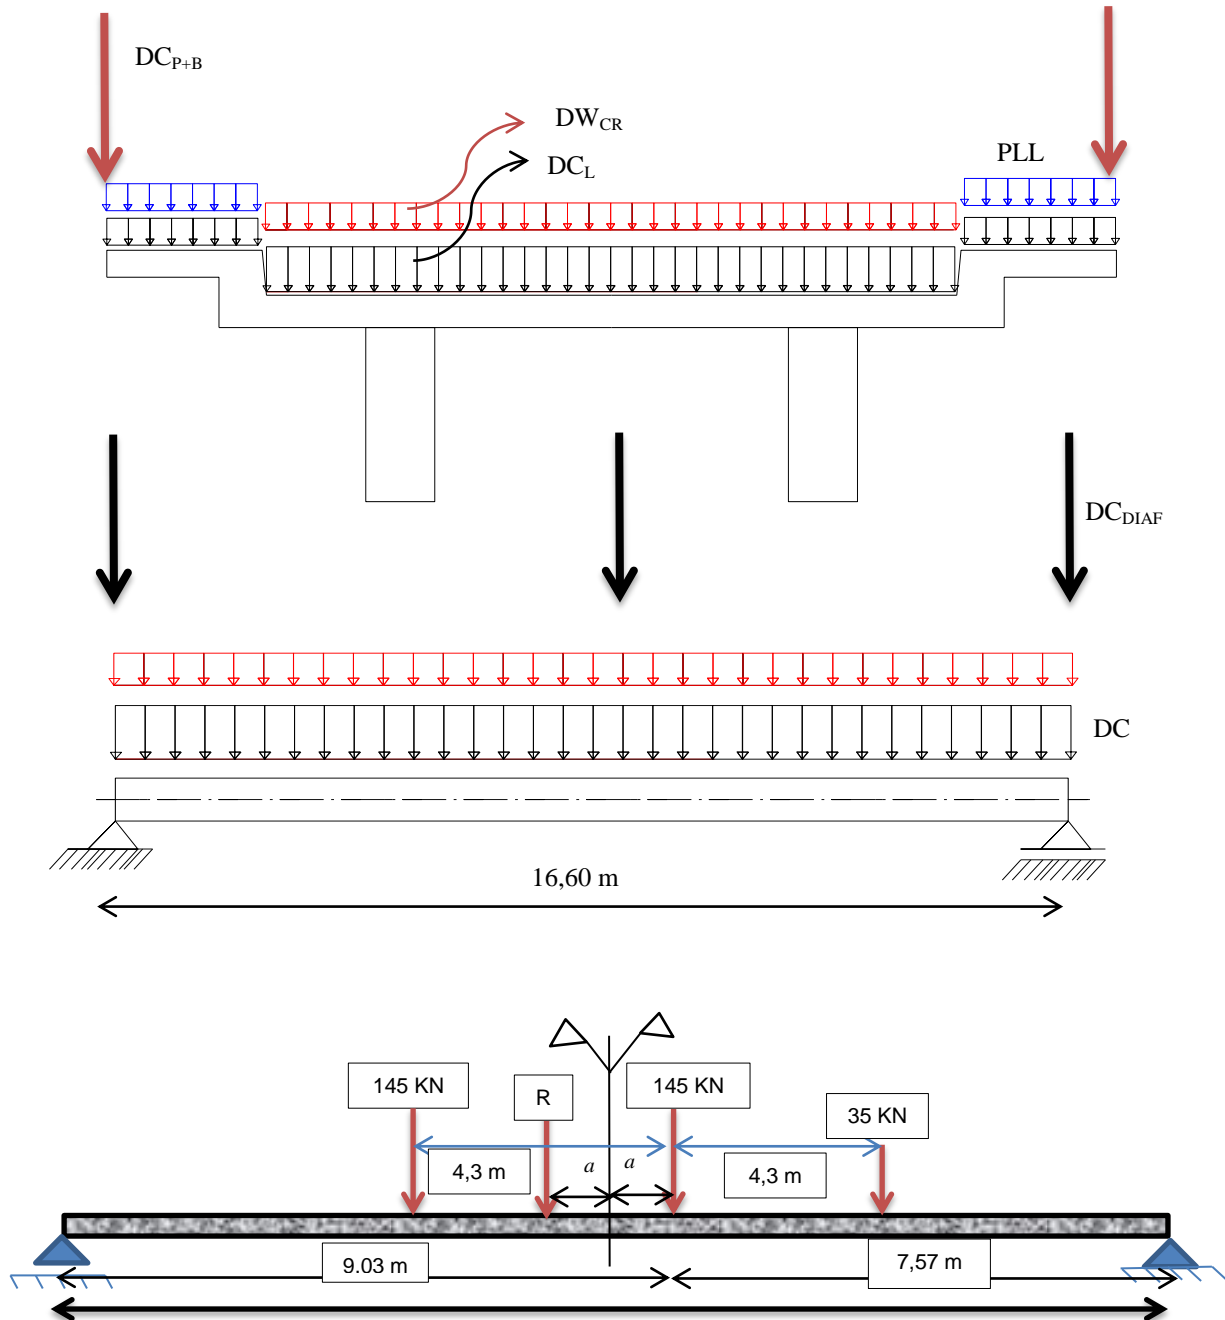 DCP+B
DWCR
DCL
PLL
DCDIAF
DC
16,60 m
145 KN
R
145 KN
35 KN
4,3 m
a
a
4,3 m
9.03 m
7,57 m